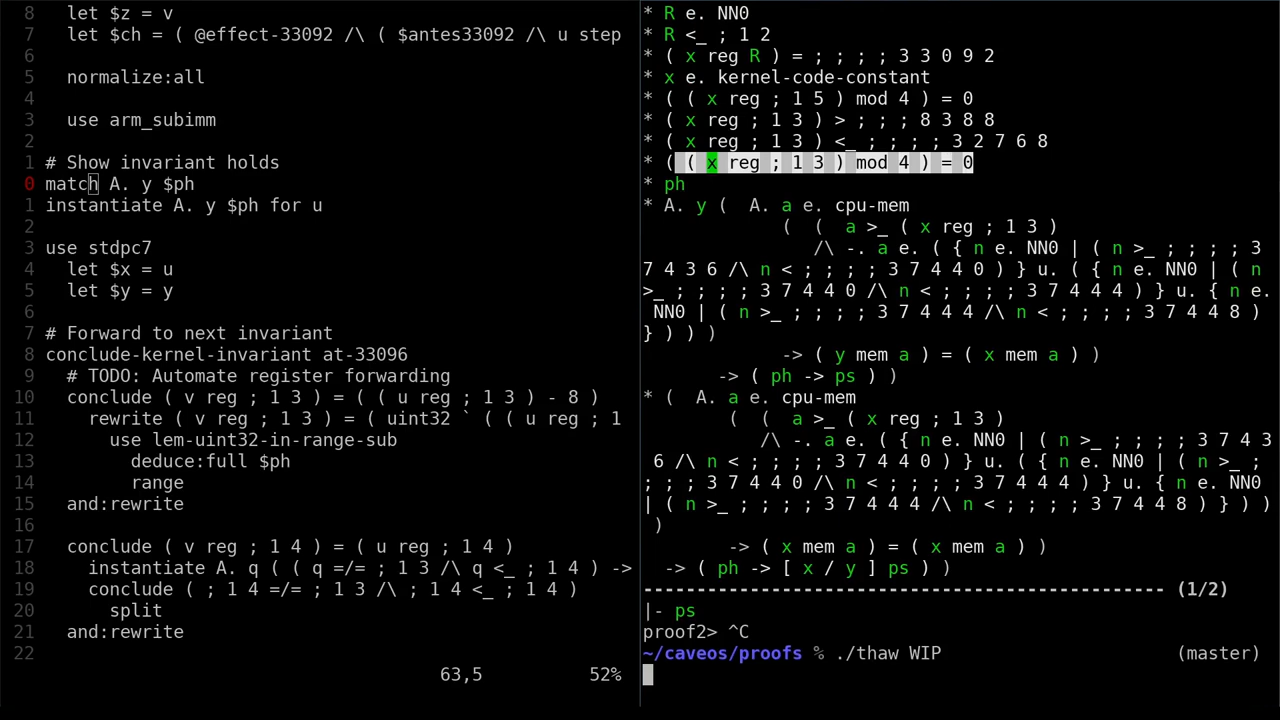 8   let $z = v
7   let $ch = ( @effect-33092 /\ ( $antes33092 /\ u step
6
5   normalize:all
4
3   use arm_subimm
2
1 # Show invariant holds
0 match A. y $ph
1 instantiate A. y $ph for u
2
3 use stdpc7
4   let $x = u
5   let $y = y
6
7 # Forward to next invariant
8 conclude-kernel-invariant at-33096
9   # TODO: Automate register forwarding
10   conclude ( v reg ; 1 3 ) = ( ( u reg ; 1 3 ) - 8 )
11     rewrite ( v reg ; 1 3 ) = ( uint32 ` ( ( u reg ; 1
12       use lem-uint32-in-range-sub
13         deduce:full $ph
14         range
15   and:rewrite
16
17   conclude ( v reg ; 1 4 ) = ( u reg ; 1 4 )
18     instantiate A. q ( ( q =/= ; 1 3 /\ q <_ ; 1 4 ) ->
19     conclude ( ; 1 4 =/= ; 1 3 /\ ; 1 4 <_ ; 1 4 )
20       split
21   and:rewrite
22
63,5 52%
* R e. NN0
* R <_ ; 1 2
* ( x reg R ) = ; ; ; ; 3 3 0 9 2
* x e. kernel-code-constant
* ( ( x reg ; 1 5 ) mod 4 ) = 0
* ( x reg ; 1 3 ) > ; ; ; 8 3 8 8
* ( x reg ; 1 3 ) <_ ; ; ; ; 3 2 7 6 8
* ( ( x reg ; 1 3 ) mod 4 ) = 0
* ph
* A. y (  A. a e. cpu-mem
             (  (  a >_ ( x reg ; 1 3 )
                /\ -. a e. ( { n e. NN0 | ( n >_ ; ; ; ; 3
7 4 3 6 /\ n < ; ; ; ; 3 7 4 4 0 ) } u. ( { n e. NN0 | ( n
>_ ; ; ; ; 3 7 4 4 0 /\ n < ; ; ; ; 3 7 4 4 4 ) } u. { n e.
 NN0 | ( n >_ ; ; ; ; 3 7 4 4 4 /\ n < ; ; ; ; 3 7 4 4 8 )
} ) ) )
             -> ( y mem a ) = ( x mem a ) )
       -> ( ph -> ps ) )
* (  A. a e. cpu-mem
        (  (  a >_ ( x reg ; 1 3 )
           /\ -. a e. ( { n e. NN0 | ( n >_ ; ; ; ; 3 7 4 3
 6 /\ n < ; ; ; ; 3 7 4 4 0 ) } u. ( { n e. NN0 | ( n >_ ;
; ; ; 3 7 4 4 0 /\ n < ; ; ; ; 3 7 4 4 4 ) } u. { n e. NN0
| ( n >_ ; ; ; ; 3 7 4 4 4 /\ n < ; ; ; ; 3 7 4 4 8 ) } ) )
 )
        -> ( x mem a ) = ( x mem a ) )
  -> ( ph -> [ x / y ] ps ) )
------------------------------------------------- (1/2)
|- ps
proof2> ^C
~/caveos/proofs % ./thaw WIP (master)